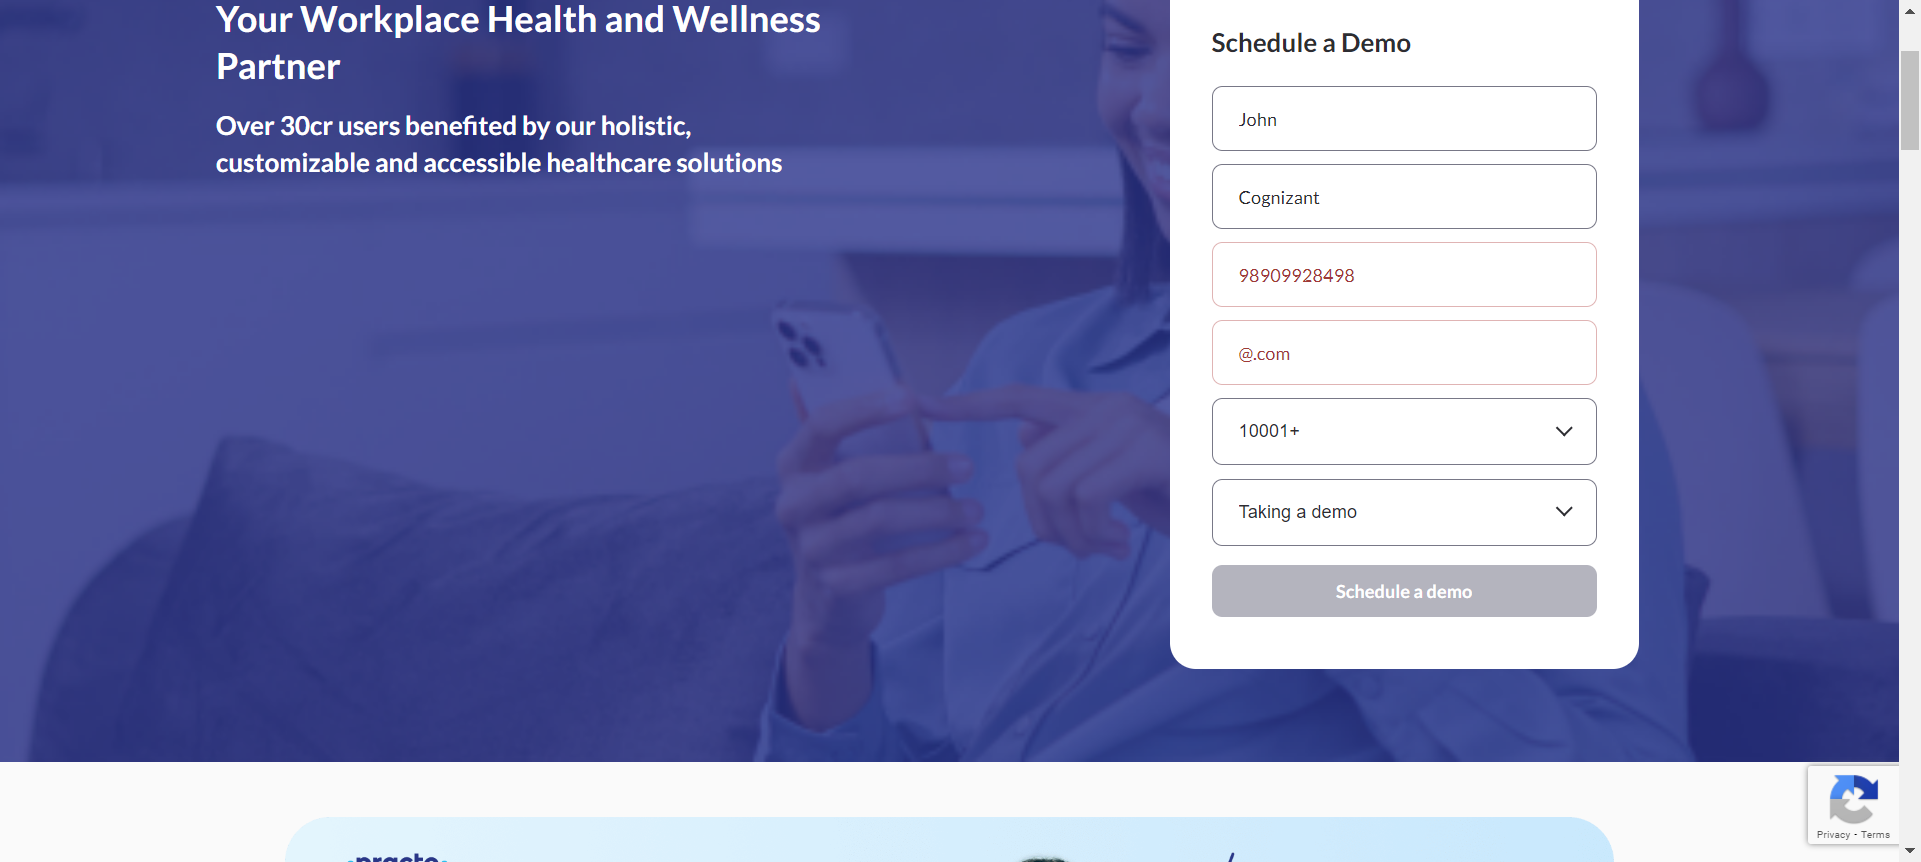 Your Workplace Health and Wellness
Partner
Over 30cr users benefited by our holistic,
customizable and accessible healthcare solutions
Schedule a Demo
John
Cognizant
98909928498
@.com
10001+
Taking a demo
Schedule a demo
Privacy - Terms